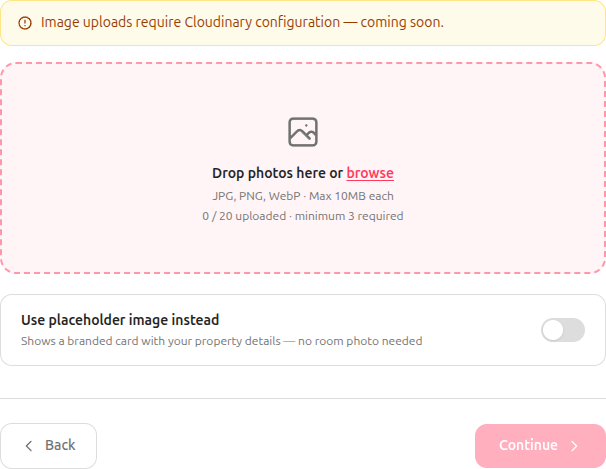 Image uploads require Cloudinary configuration — coming soon.
Drop photos here or browse
JPG, PNG, WebP · Max 10MB each
0 / 20 uploaded · minimum 3 required
Use placeholder image instead
Shows a branded card with your property details — no room photo needed
Back
Continue